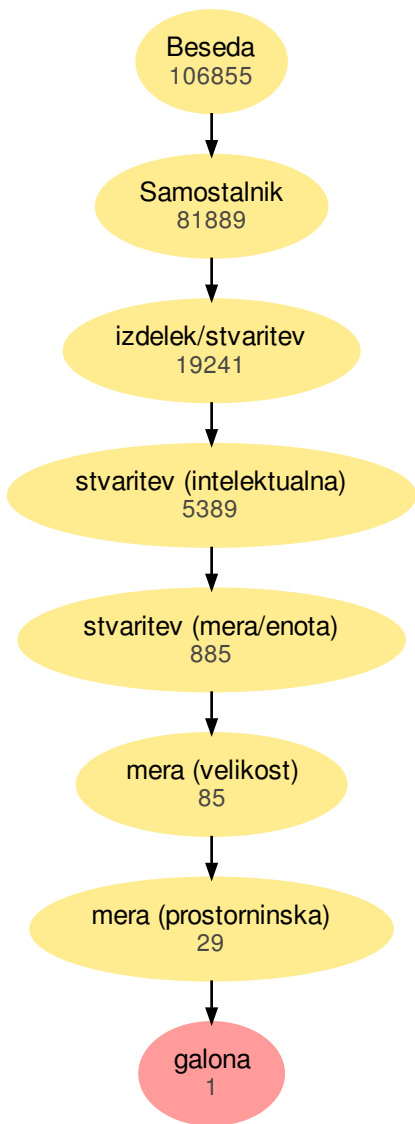 Beseda
106855
Samostalnik
81889
izdelek/stvaritev
19241
stvaritev (intelektualna)
5389
stvaritev (mera/enota)
885
mera (velikost)
85
mera (prostorninska)
29
galona
1